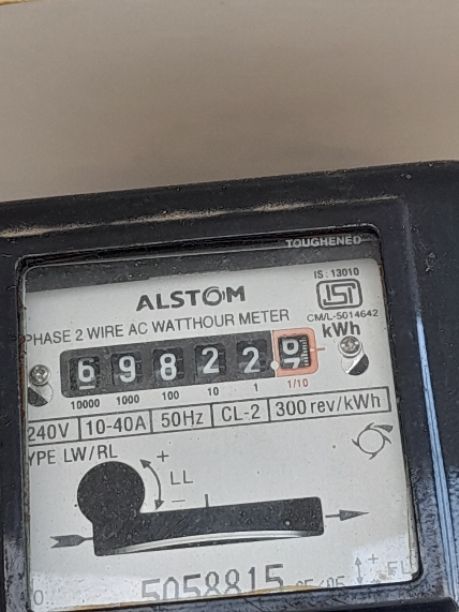 TOUGHENED
IS : 13010
ALSTOM
CM/L-5014642
PHASE 2 WIRE AC WATTHOUR METER
kWh
6 9 8 2 2 .
10000 1000 100 10 1 1/10
240V 10-40A 50Hz CL-2 300 rev/kWh
YPE LW/RL
+
LL
−
5058815
+